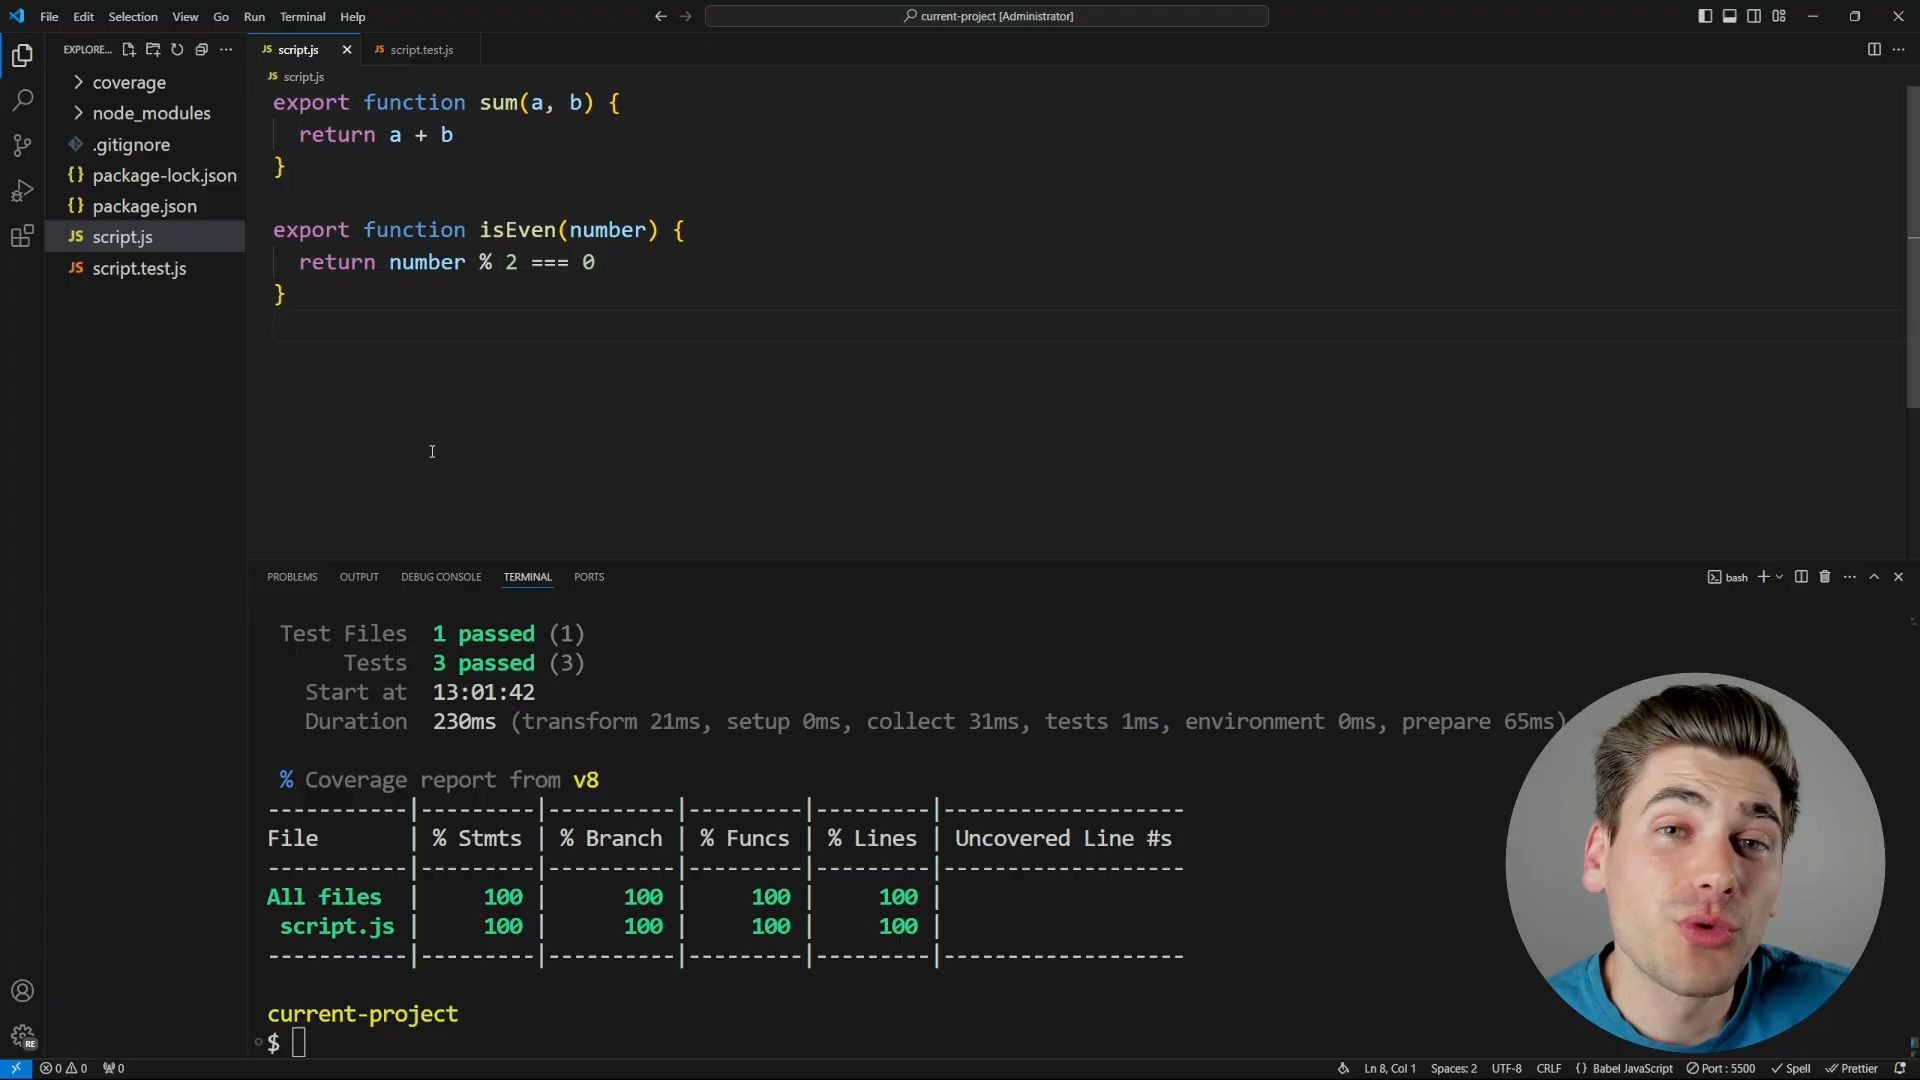 File Edit Selection View Go Run Terminal Help
current-project [Administrator]
EXPLORE...
coverage
node_modules
.gitignore
{} package-lock.json
{} package.json
JS script.js
JS script.test.js
JS script.js
JS script.test.js
JS script.js
export function sum(a, b) {
return a + b
}
export function isEven(number) {
return number % 2 === 0
}
PROBLEMS OUTPUT DEBUG CONSOLE TERMINAL PORTS
bash
Test Files 1 passed (1)
Tests 3 passed (3)
Start at 13:01:42
Duration 230ms (transform 21ms, setup 0ms, collect 31ms, tests 1ms, environment 0ms, prepare 65ms)
% Coverage report from v8
-----------|---------|----------|---------|---------|-------------------
File | % Stmts | % Branch | % Funcs | % Lines | Uncovered Line #s
-----------|---------|----------|---------|---------|-------------------
All files | 100 | 100 | 100 | 100 |
script.js | 100 | 100 | 100 | 100 |
-----------|---------|----------|---------|---------|-------------------
current-project
$
RE
0 0 0
Ln 8, Col 1 Spaces: 2 UTF-8 CRLF {} Babel JavaScript Port : 5500 Spell Prettier